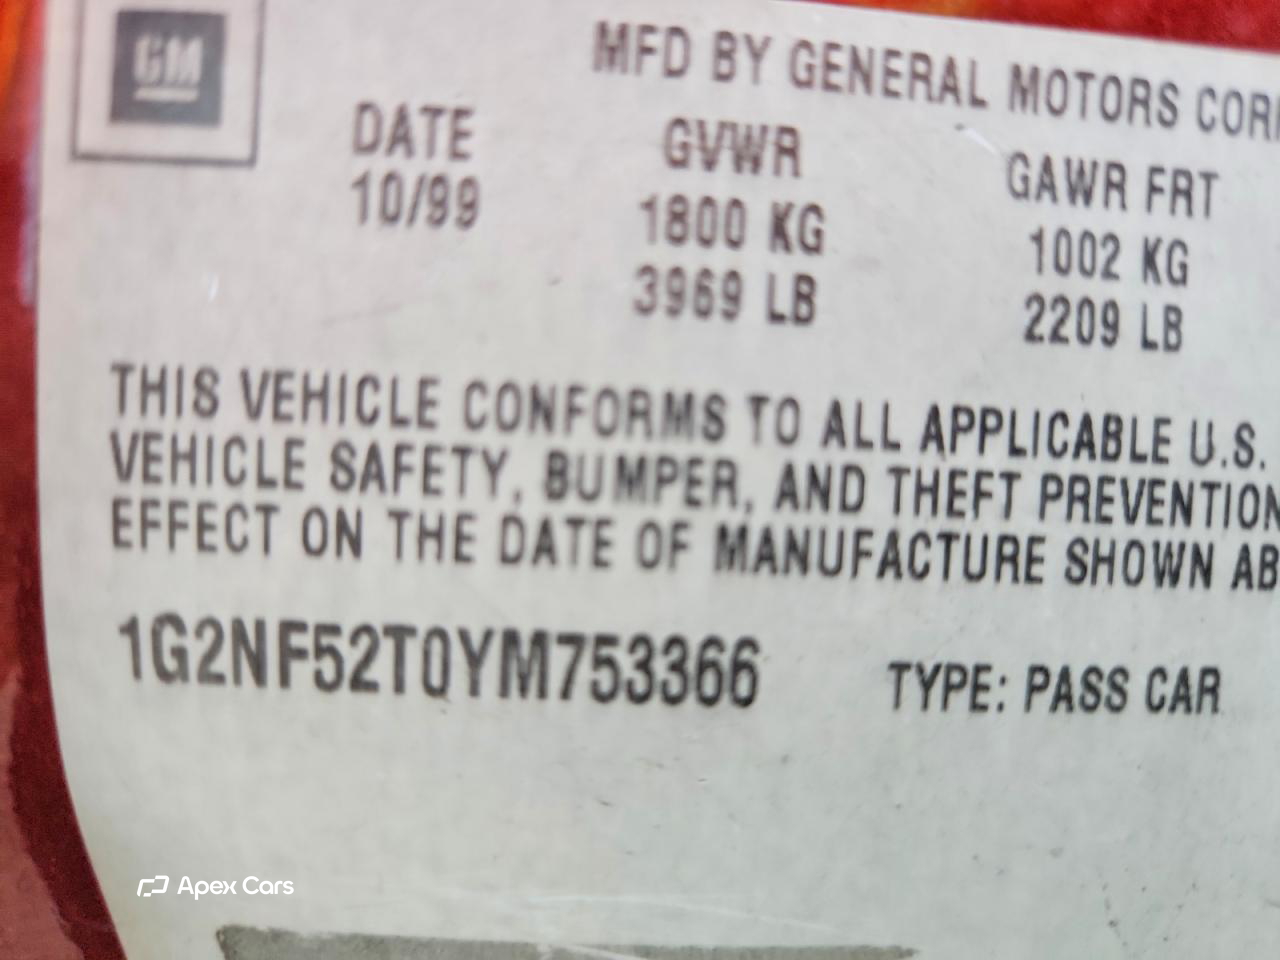 GM
MFD BY GENERAL MOTORS COR
DATE GVWR GAWR FRT
10/99 1800 KG 1002 KG
3969 LB 2209 LB
THIS VEHICLE CONFORMS TO ALL APPLICABLE U.S.
VEHICLE SAFETY, BUMPER, AND THEFT PREVENTION
EFFECT ON THE DATE OF MANUFACTURE SHOWN AB
1G2NF52T0YM753366 TYPE: PASS CAR
Apex Cars